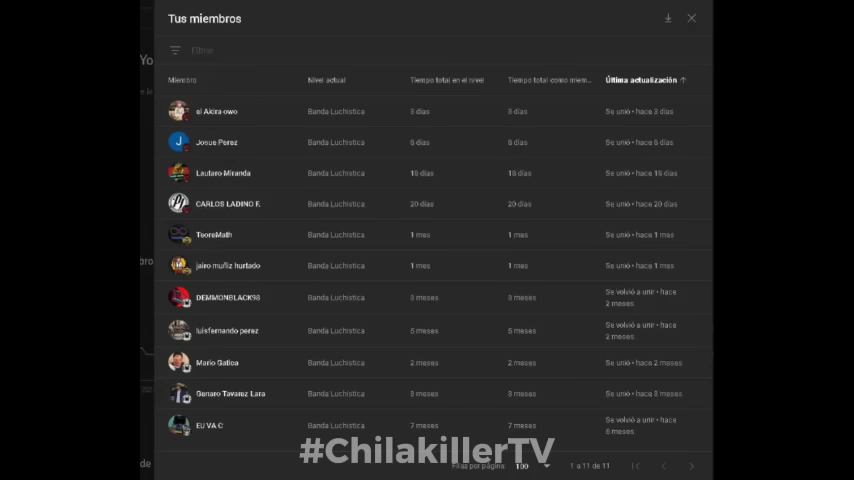 Tus miembros
Filtrar
Miembro Nivel actual Tiempo total en el nivel Tiempo total como miem... Última actualización ↑
el Akira owo Banda Luchistica 3 días 3 días Se unió • hace 3 días
J Josue Perez Banda Luchistica 6 días 6 días Se unió • hace 6 días
Lautaro Miranda Banda Luchistica 18 días 18 días Se unió • hace 18 días
CARLOS LADINO F. Banda Luchistica 20 días 20 días Se unió • hace 20 días
TeoreMath Banda Luchistica 1 mes 1 mes Se unió • hace 1 mes
jairo muñiz hurtado Banda Luchistica 1 mes 1 mes Se unió • hace 1 mes
DEMMONBLACK98 Banda Luchistica 3 meses 3 meses Se volvió a unir • hace
2 meses
luisfernando perez Banda Luchistica 5 meses 5 meses Se volvió a unir • hace
2 meses
Mario Gatica Banda Luchistica 2 meses 2 meses Se unió • hace 2 meses
Genaro Tavarez Lara Banda Luchistica 3 meses 3 meses Se unió • hace 3 meses
EU VA C Banda Luchistica 7 meses 7 meses Se volvió a unir • hace
6 meses
#ChilakillerTV
Filas por página: 100 1 a 11 de 11